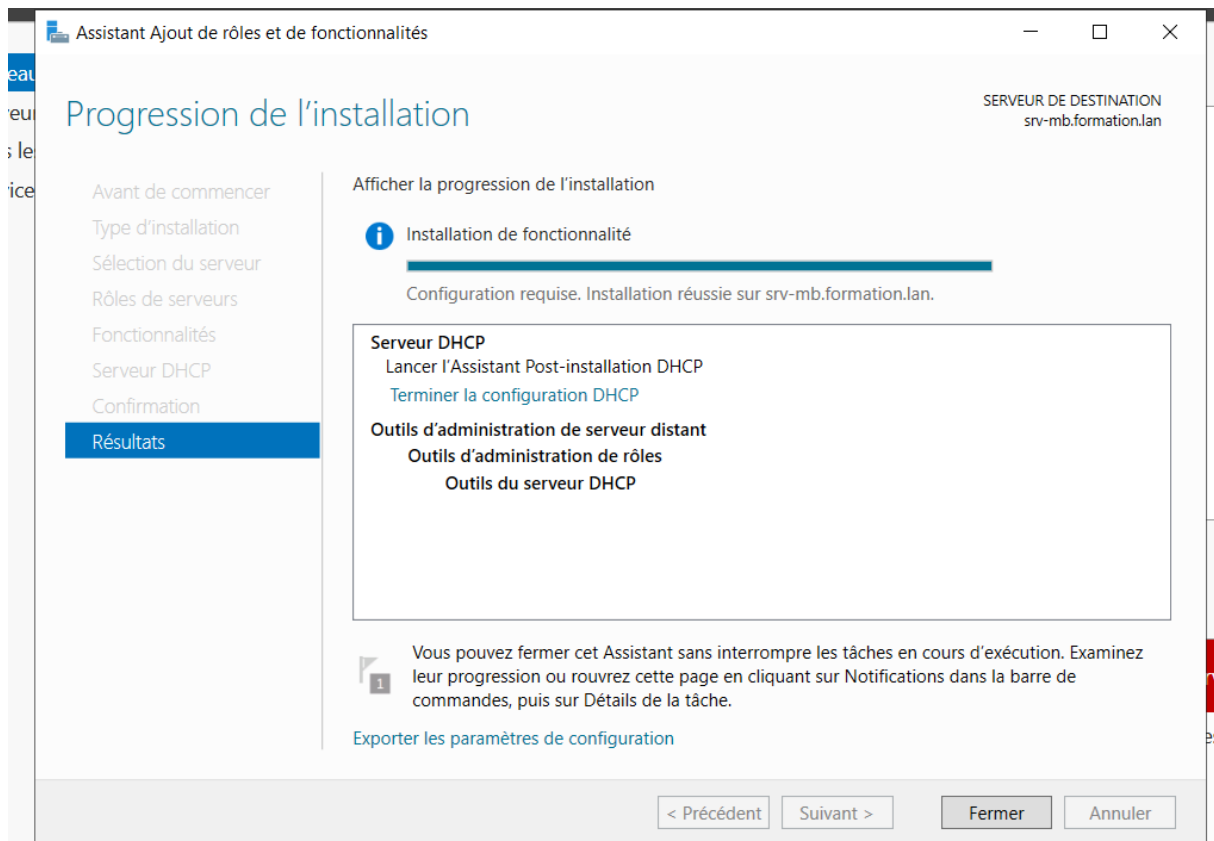 Assistant Ajout de rôles et de fonctionnalités
Progression de l'installation
SERVEUR DE DESTINATION
srv-mb.formation.lan
Avant de commencer
Type d'installation
Sélection du serveur
Rôles de serveurs
Fonctionnalités
Serveur DHCP
Confirmation
Résultats
Afficher la progression de l'installation
Installation de fonctionnalité
Configuration requise. Installation réussie sur srv-mb.formation.lan.
Serveur DHCP
Lancer l'Assistant Post-installation DHCP
Terminer la configuration DHCP
Outils d'administration de serveur distant
Outils d'administration de rôles
Outils du serveur DHCP
1
Vous pouvez fermer cet Assistant sans interrompre les tâches en cours d'exécution. Examinez
leur progression ou rouvrez cette page en cliquant sur Notifications dans la barre de
commandes, puis sur Détails de la tâche.
Exporter les paramètres de configuration
< Précédent
Suivant >
Fermer
Annuler